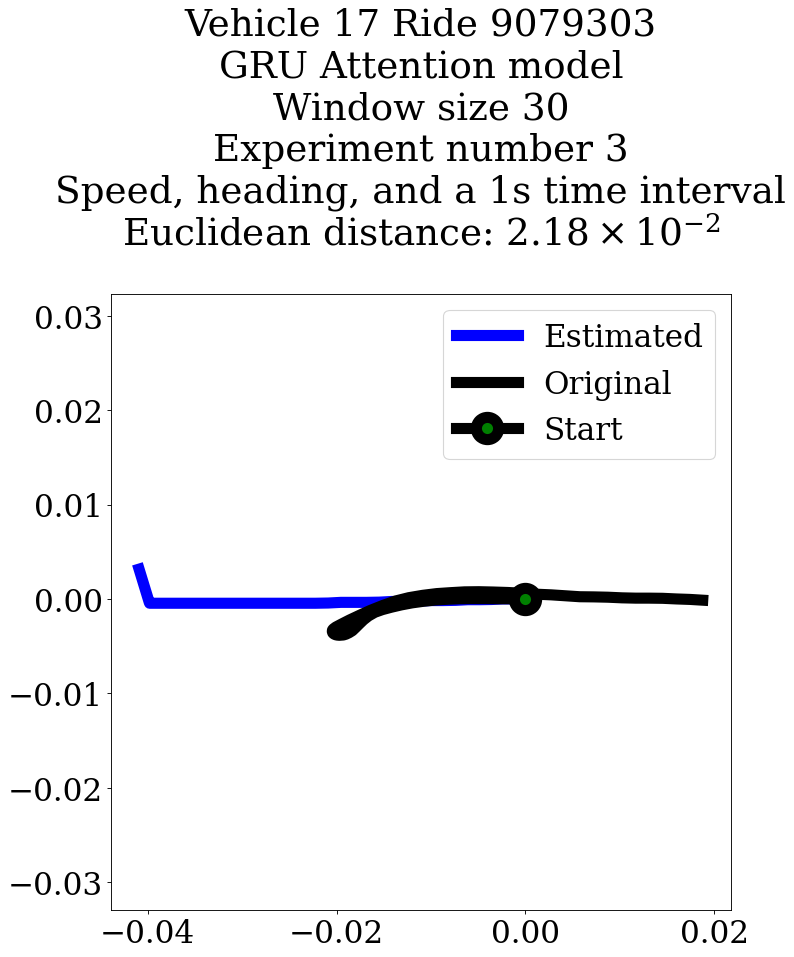 Vehicle 17 Ride 9079303
GRU Attention model
Window size 30
Experiment number 3
Speed, heading, and a 1s time interval
Euclidean distance: 2.18 × 10⁻²
Estimated
Original
Start
0.03
0.02
0.01
0.00
−0.01
−0.02
−0.03
−0.04 −0.02 0.00 0.02